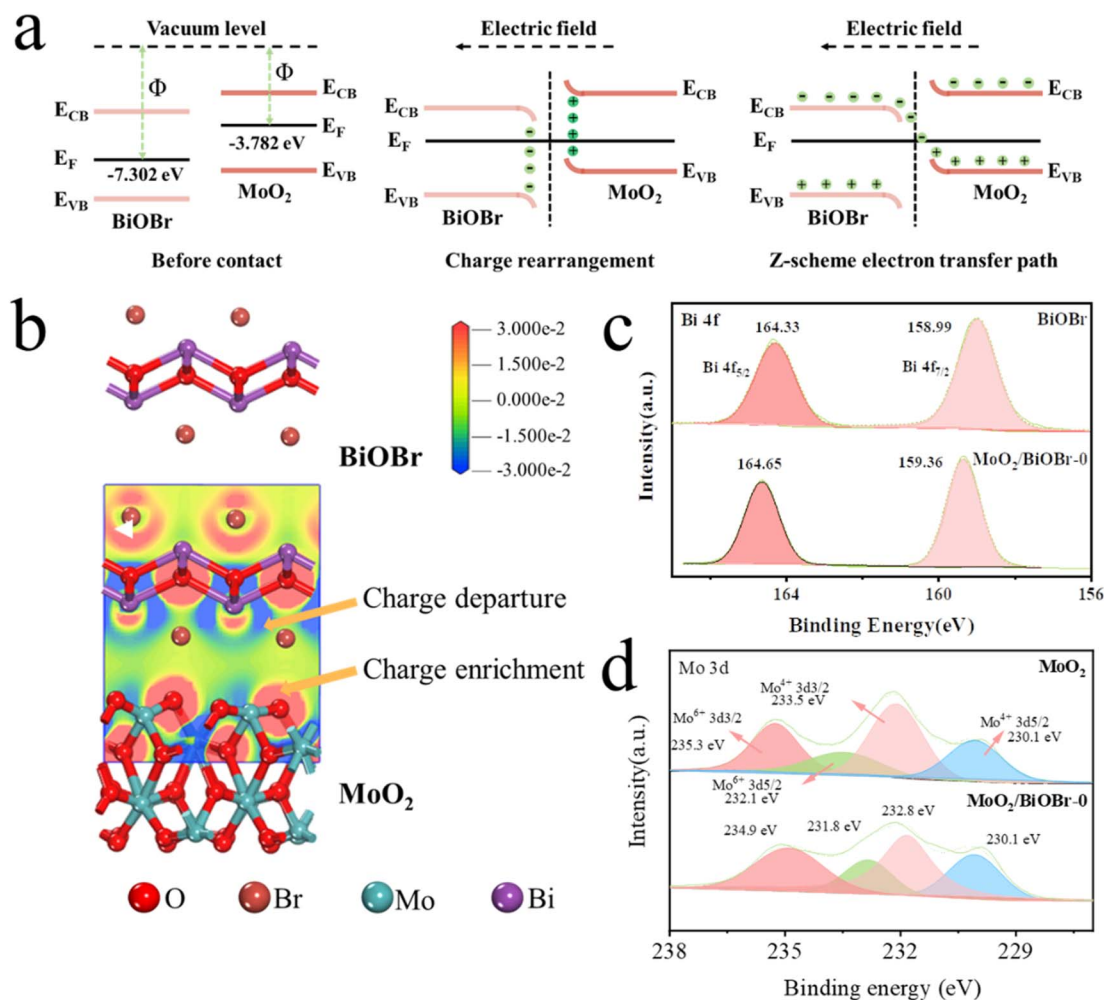 a
Vacuum level
Φ
Φ
E_CB
E_CB
E_F
-3.782 eV
E_F
-7.302 eV
E_VB
MoO₂
E_VB
BiOBr
Before contact
Electric field
E_CB
E_CB
E_F
E_VB
MoO₂
E_VB
BiOBr
Charge rearrangement
Electric field
E_CB
E_CB
E_F
E_VB
MoO₂
E_VB
BiOBr
Z-scheme electron transfer path
b
3.000e-2
1.500e-2
0.000e-2
-1.500e-2
-3.000e-2
BiOBr
Charge departure
Charge enrichment
MoO₂
O
Br
Mo
Bi
c
Bi 4f
164.33
158.99
BiOBr
Bi 4f5/2
Bi 4f7/2
164.65
159.36
MoO₂/BiOBr-0
Intensity(a.u.)
164
160
156
Binding Energy(eV)
d
Mo 3d
MoO₂
Mo⁴⁺ 3d3/2
233.5 eV
Mo⁶⁺ 3d3/2
235.3 eV
Mo⁴⁺ 3d5/2
230.1 eV
Mo⁶⁺ 3d5/2
232.1 eV
MoO₂/BiOBr-0
234.9 eV
231.8 eV
232.8 eV
230.1 eV
Intensity(a.u.)
238
235
232
229
Binding energy (eV)